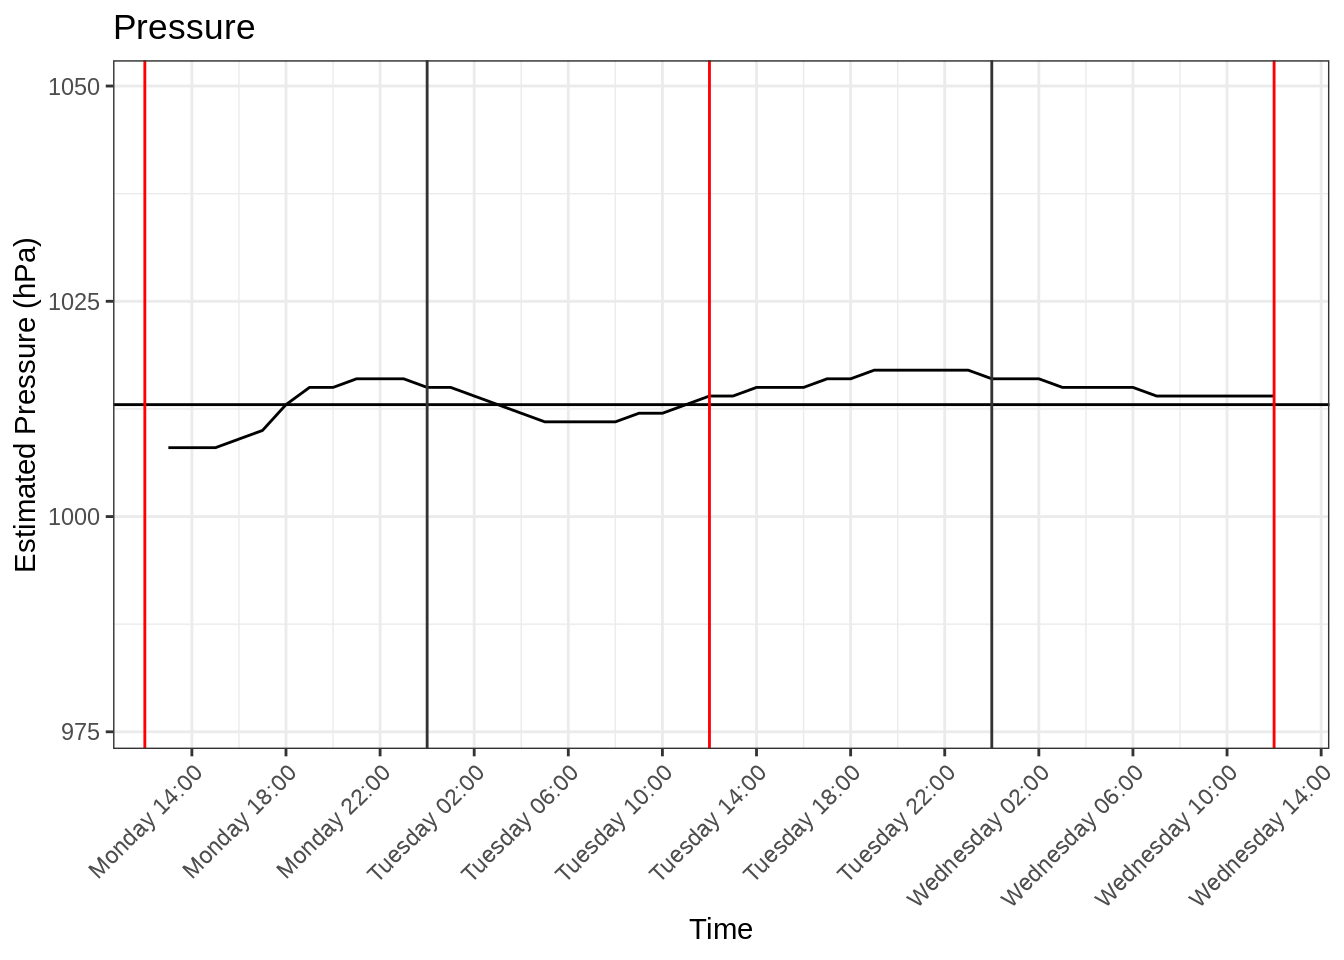 Pressure
Estimated Pressure (hPa)
1050
1025
1000
975
Monday 14:00
Monday 18:00
Monday 22:00
Tuesday 02:00
Tuesday 06:00
Tuesday 10:00
Tuesday 14:00
Tuesday 18:00
Tuesday 22:00
Wednesday 02:00
Wednesday 06:00
Wednesday 10:00
Wednesday 14:00
Time